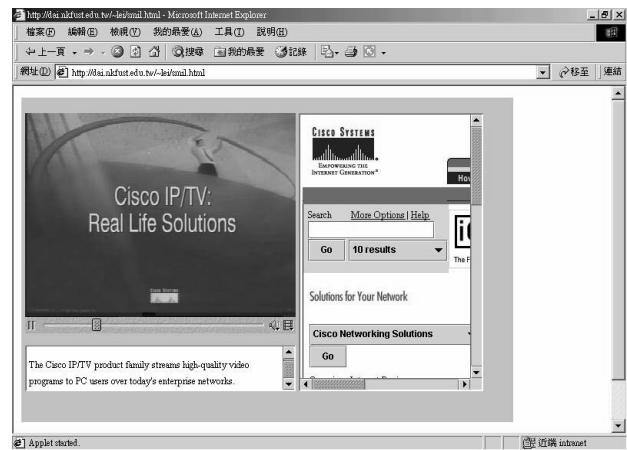 http://dai.nkfust.edu.tw/~lei/smil.html - Microsoft Internet Explorer
檔案(F) 編輯(E) 檢視(V) 我的最愛(A) 工具(T) 說明(H)
上一頁 搜尋 我的最愛 記錄
網址(D) http://dai.nkfust.edu.tw/~lei/smil.html 移至 連結
Cisco IP/TV:
Real Life Solutions
CISCO SYSTEMS
The Cisco IP/TV product family streams high-quality video
programs to PC users over today's enterprise networks.
CISCO SYSTEMS
EMPOWERING THE
INTERNET GENERATION
How
Search More Options | Help
Go 10 results
The F
Solutions for Your Network
Cisco Networking Solutions
Go
Applet started.
近端 intranet